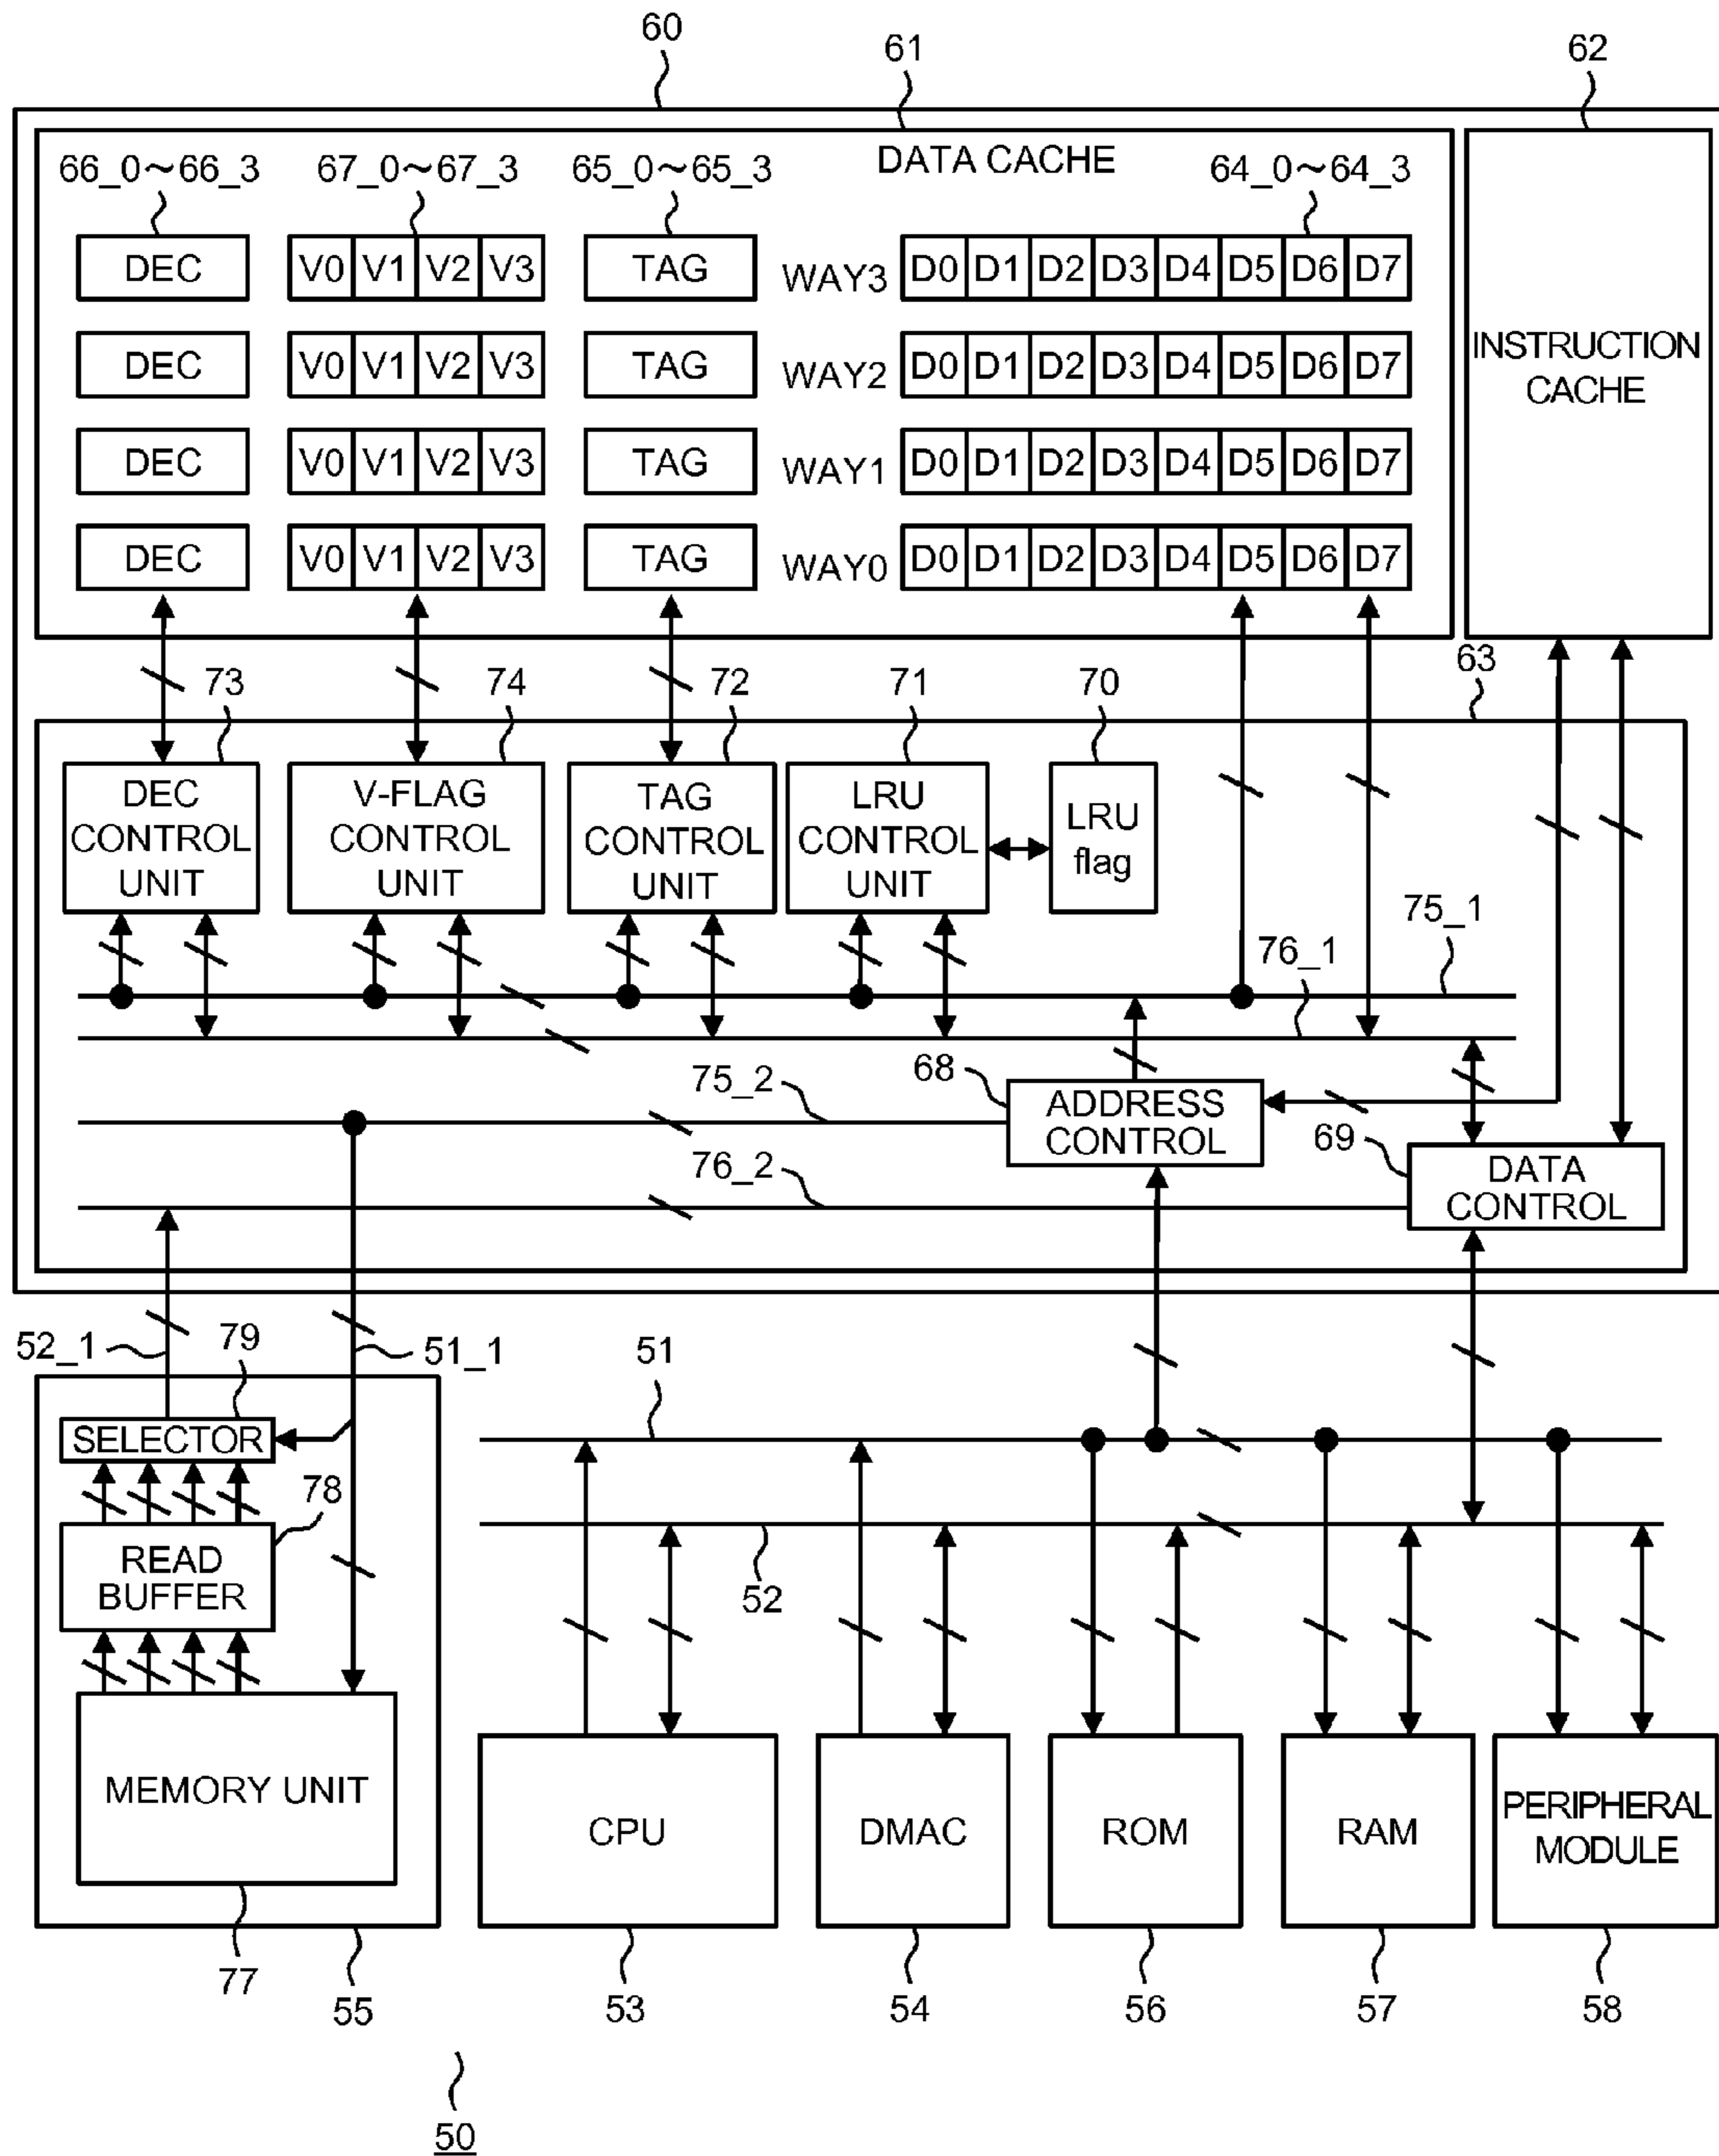 60
61
62
DATA CACHE
66_0~66_3
67_0~67_3
65_0~65_3
64_0~64_3
DEC V0 V1 V2 V3 TAG WAY3 D0 D1 D2 D3 D4 D5 D6 D7
DEC V0 V1 V2 V3 TAG WAY2 D0 D1 D2 D3 D4 D5 D6 D7
DEC V0 V1 V2 V3 TAG WAY1 D0 D1 D2 D3 D4 D5 D6 D7
DEC V0 V1 V2 V3 TAG WAY0 D0 D1 D2 D3 D4 D5 D6 D7
INSTRUCTION
CACHE
73
74
72
71
70
63
DEC
CONTROL
UNIT
V-FLAG
CONTROL
UNIT
TAG
CONTROL
UNIT
LRU
CONTROL
UNIT
LRU
flag
75_1
76_1
68
75_2
ADDRESS
CONTROL
69
76_2
DATA
CONTROL
52_1
79
51_1
51
SELECTOR
78
READ
BUFFER
52
MEMORY UNIT
CPU
DMAC
ROM
RAM
PERIPHERAL
MODULE
77
55
53
54
56
57
58
50